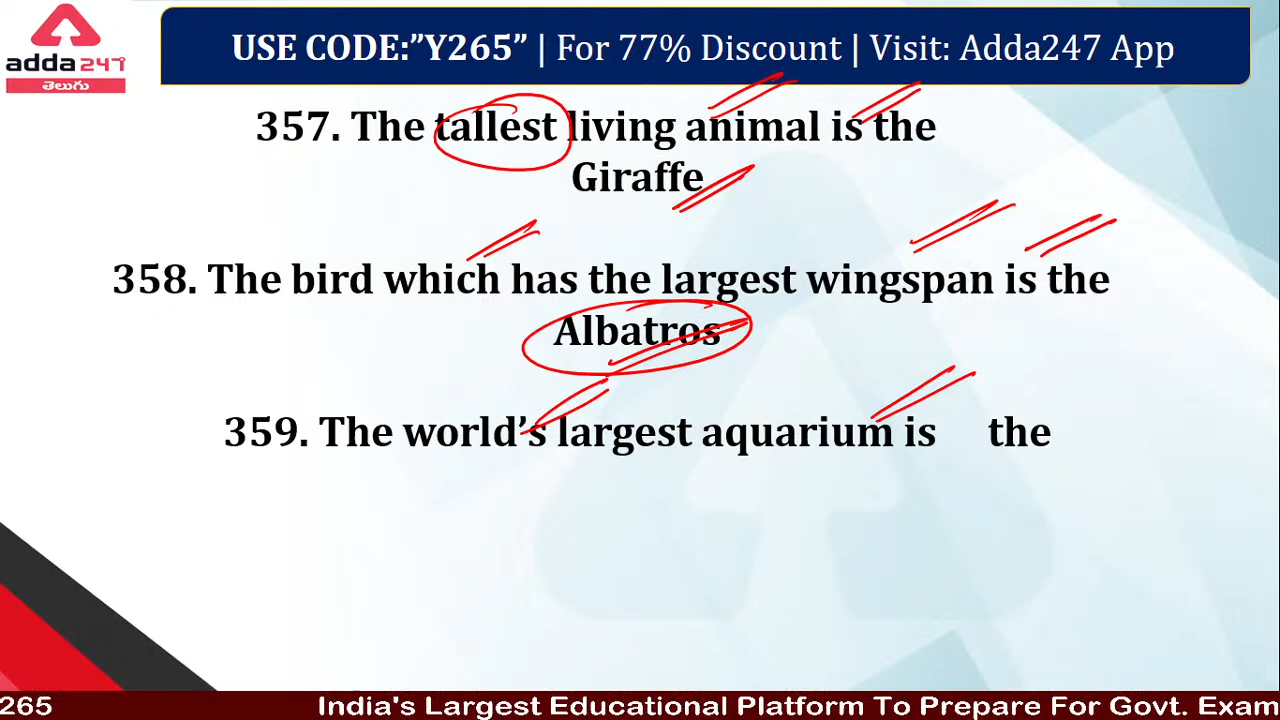 adda247
తెలుగు
USE CODE:”Y265” | For 77% Discount | Visit: Adda247 App
357. The tallest living animal is the
Giraffe
358. The bird which has the largest wingspan is the
Albatros
359. The world’s largest aquarium is the
265 India's Largest Educational Platform To Prepare For Govt. Exam